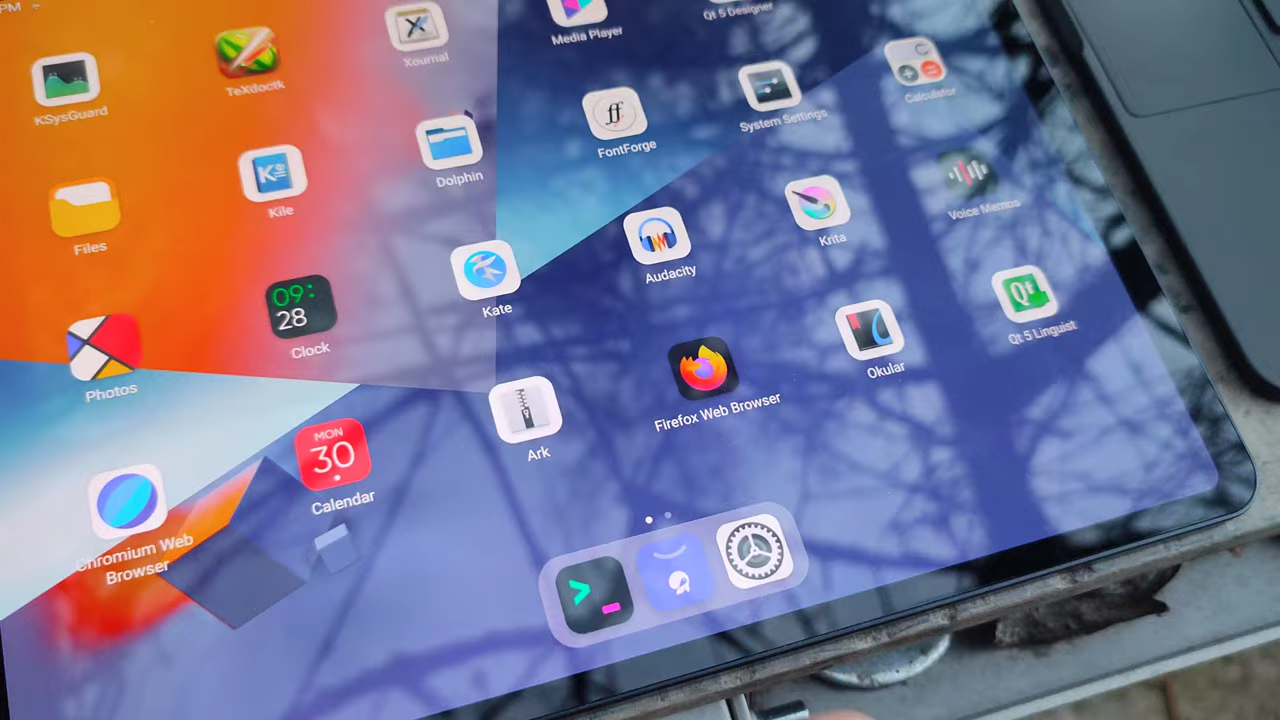 PM
KSysGuard
TeXdoctk
Xournal
Media Player
Qt 5 Designer
Files
Kile
Dolphin
FontForge
System Settings
Calculator
Photos
09:
28
Clock
Kate
Audacity
Krita
Voice Memos
Chromium Web
Browser
MON
30
Calendar
Ark
Firefox Web Browser
Okular
Qt
Qt 5 Linguist
ff
>_